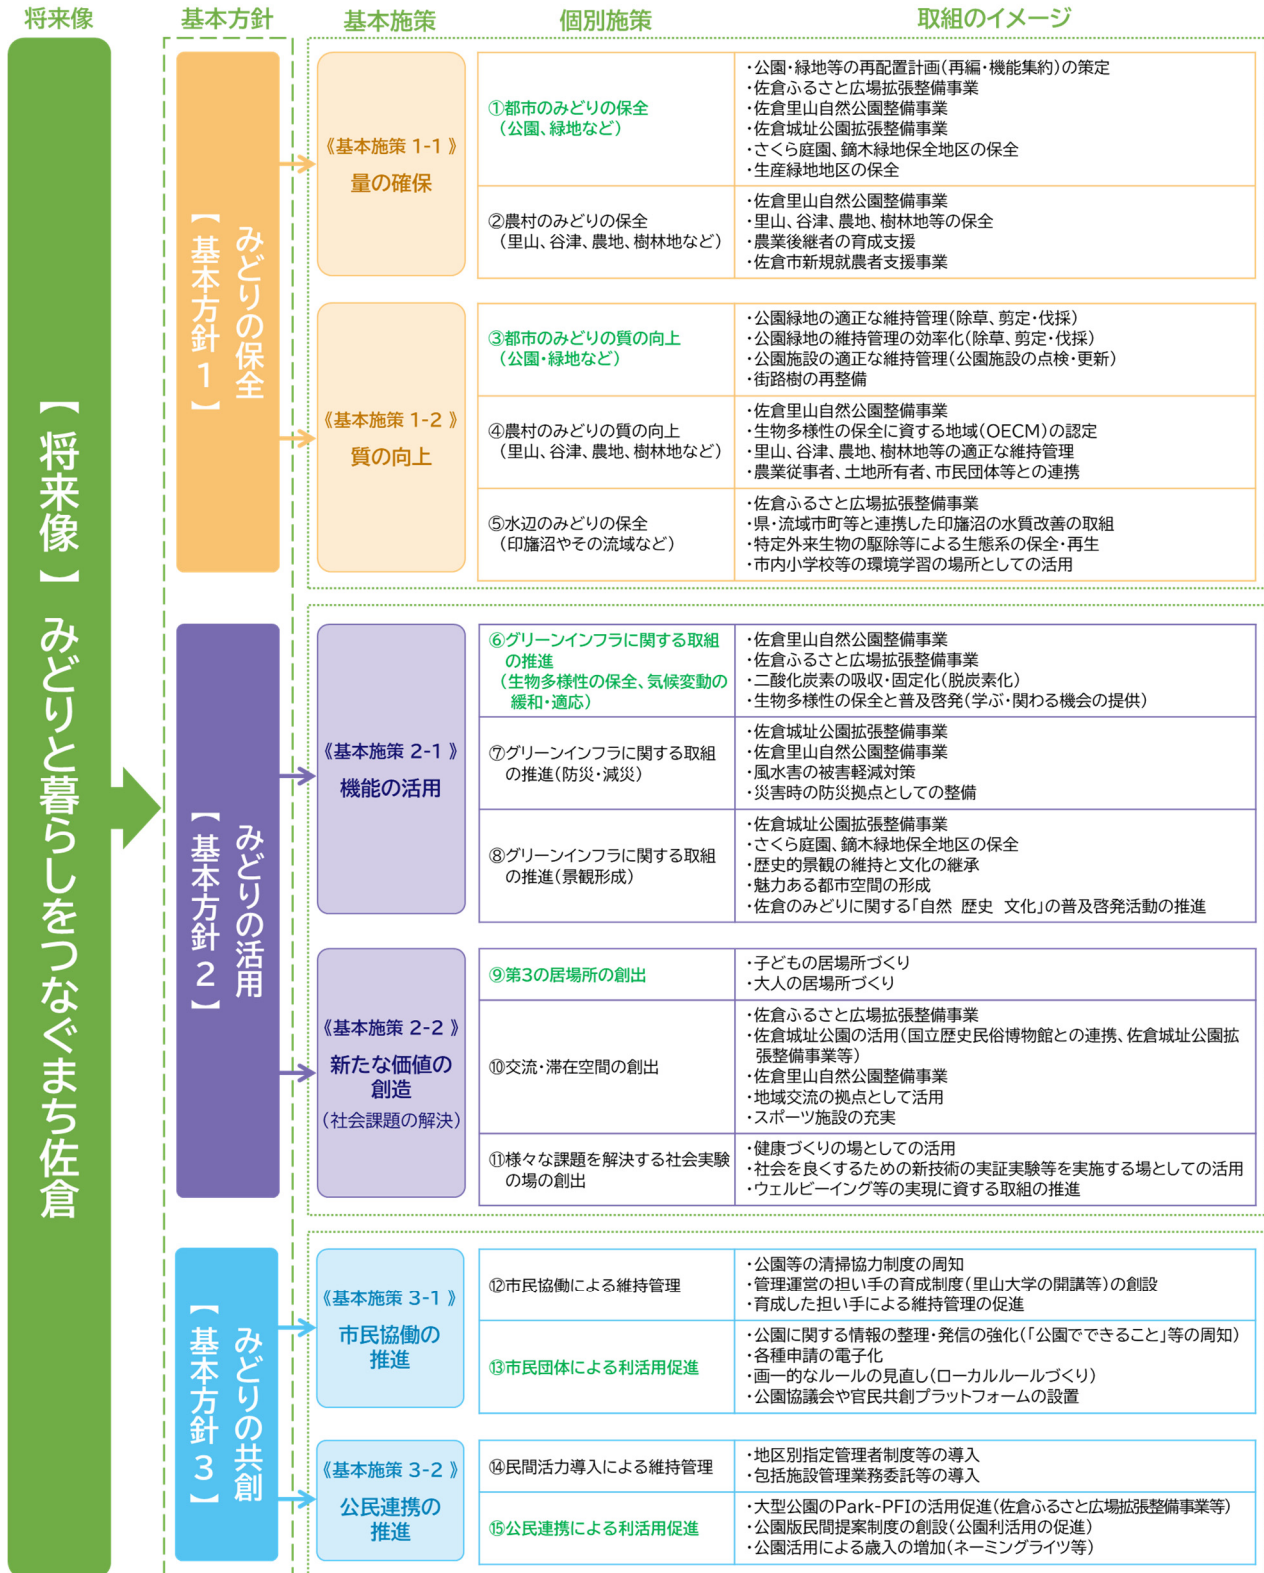 将来像
基本方針
基本施策
個別施策
取組のイメージ
【将来像】 みどりと暮らしをつなぐまち佐倉
【基本方針1】
みどりの保全
《基本施策 1-1 》
量の確保
①都市のみどりの保全
(公園、緑地など)
・公園・緑地等の再配置計画(再編・機能集約)の策定
・佐倉ふるさと広場拡張整備事業
・佐倉里山自然公園整備事業
・佐倉城址公園拡張整備事業
・さくら庭園、鏑木緑地保全地区の保全
・生産緑地地区の保全
②農村のみどりの保全
(里山、谷津、農地、樹林地など)
・佐倉里山自然公園整備事業
・里山、谷津、農地、樹林地等の保全
・農業後継者の育成支援
・佐倉市新規就農者支援事業
《基本施策 1-2 》
質の向上
③都市のみどりの質の向上
(公園・緑地など)
・公園緑地の適正な維持管理(除草、剪定・伐採)
・公園緑地の維持管理の効率化(除草、剪定・伐採)
・公園施設の適正な維持管理(公園施設の点検・更新)
・街路樹の再整備
④農村のみどりの質の向上
(里山、谷津、農地、樹林地など)
・佐倉里山自然公園整備事業
・生物多様性の保全に資する地域(OECM)の認定
・里山、谷津、農地、樹林地等の適正な維持管理
・農業従事者、土地所有者、市民団体等との連携
⑤水辺のみどりの保全
(印旛沼やその流域など)
・佐倉ふるさと広場拡張整備事業
・県・流域市町等と連携した印旛沼の水質改善の取組
・特定外来生物の駆除等による生態系の保全・再生
・市内小学校等の環境学習の場所としての活用
【基本方針2】
みどりの活用
《基本施策 2-1 》
機能の活用
⑥グリーンインフラに関する取組
の推進
(生物多様性の保全、気候変動の
緩和・適応)
・佐倉里山自然公園整備事業
・佐倉ふるさと広場拡張整備事業
・二酸化炭素の吸収・固定化(脱炭素化)
・生物多様性の保全と普及啓発(学ぶ・関わる機会の提供)
⑦グリーンインフラに関する取組
の推進(防災・減災)
・佐倉城址公園拡張整備事業
・佐倉里山自然公園整備事業
・風水害の被害軽減対策
・災害時の防災拠点としての整備
⑧グリーンインフラに関する取組
の推進(景観形成)
・佐倉城址公園拡張整備事業
・さくら庭園、鏑木緑地保全地区の保全
・歴史的景観の維持と文化の継承
・魅力ある都市空間の形成
・佐倉のみどりに関する「自然 歴史 文化」の普及啓発活動の推進
《基本施策 2-2 》
新たな価値の
創造
(社会課題の解決)
⑨第3の居場所の創出
・子どもの居場所づくり
・大人の居場所づくり
⑩交流・滞在空間の創出
・佐倉ふるさと広場拡張整備事業
・佐倉城址公園の活用(国立歴史民俗博物館との連携、佐倉城址公園拡
張整備事業等)
・佐倉里山自然公園整備事業
・地域交流の拠点として活用
・スポーツ施設の充実
⑪様々な課題を解決する社会実験
の場の創出
・健康づくりの場としての活用
・社会を良くするための新技術の実証実験等を実施する場としての活用
・ウェルビーイング等の実現に資する取組の推進
【基本方針3】
みどりの共創
《基本施策 3-1 》
市民協働の
推進
⑫市民協働による維持管理
・公園等の清掃協力制度の周知
・管理運営の担い手の育成制度(里山大学の開講等)の創設
・育成した担い手による維持管理の促進
⑬市民団体による利活用促進
・公園に関する情報の整理・発信の強化(「公園でできること」等の周知)
・各種申請の電子化
・画一的なルールの見直し(ローカルルールづくり)
・公園協議会や官民共創プラットフォームの設置
《基本施策 3-2 》
公民連携の
推進
⑭民間活力導入による維持管理
・地区別指定管理者制度等の導入
・包括施設管理業務委託等の導入
⑮公民連携による利活用促進
・大型公園のPark-PFIの活用促進(佐倉ふるさと広場拡張整備事業等)
・公園版民間提案制度の創設(公園利活用の促進)
・公園活用による歳入の増加(ネーミングライツ等)